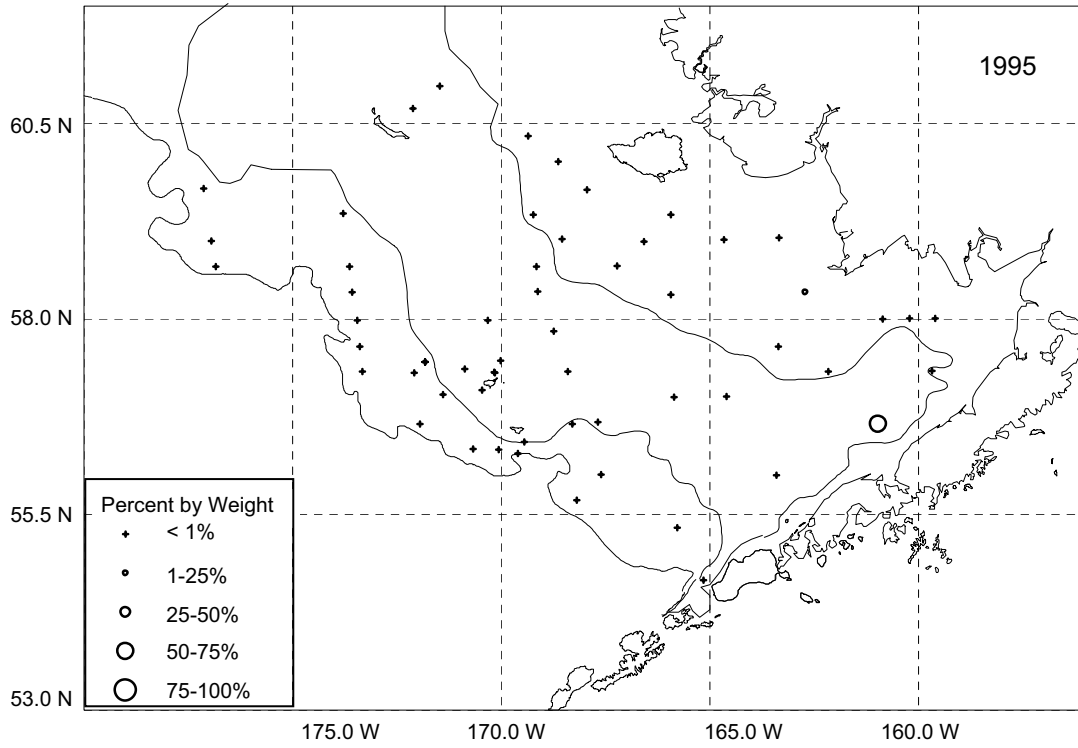 1995
60.5 N
58.0 N
55.5 N
53.0 N
Percent by Weight
< 1%
1-25%
25-50%
50-75%
75-100%
175.0 W
170.0 W
165.0 W
160.0 W